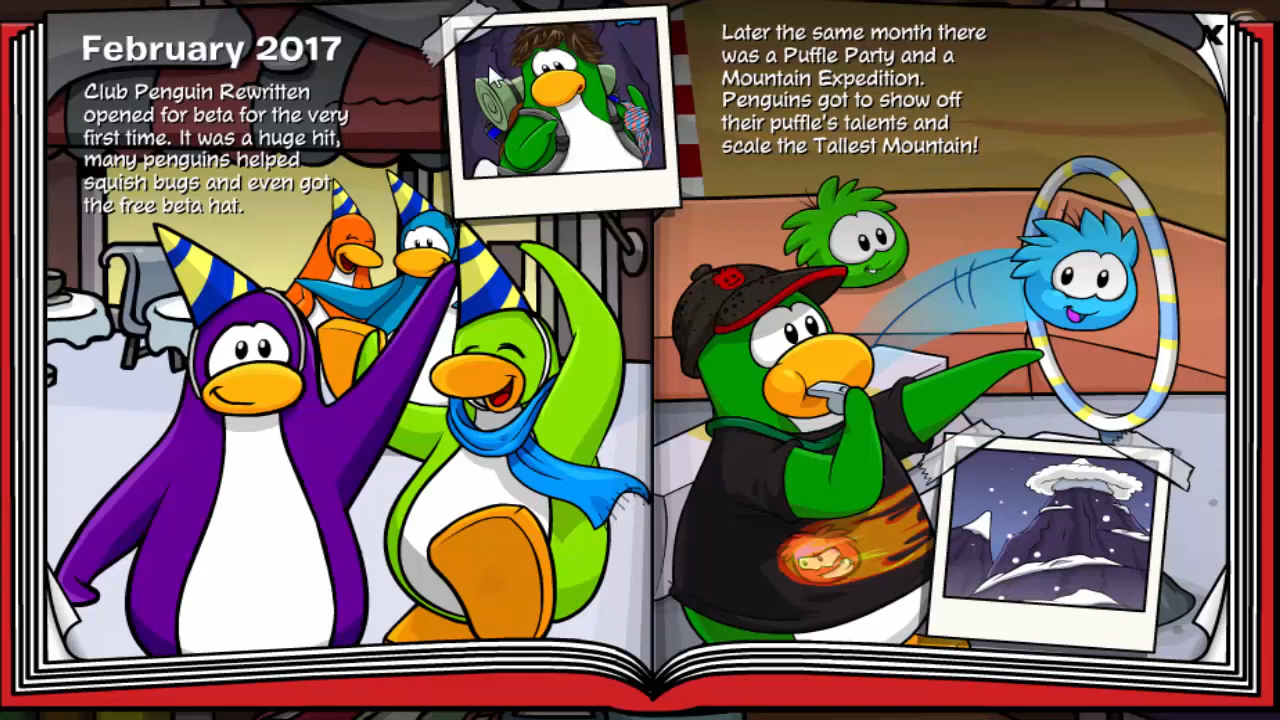 February 2017
Club Penguin Rewritten
opened for beta for the very
first time. It was a huge hit,
many penguins helped
squish bugs and even got
the free beta hat.
Later the same month there
was a Puffle Party and a
Mountain Expedition.
Penguins got to show off
their puffle's talents and
scale the Tallest Mountain!
X